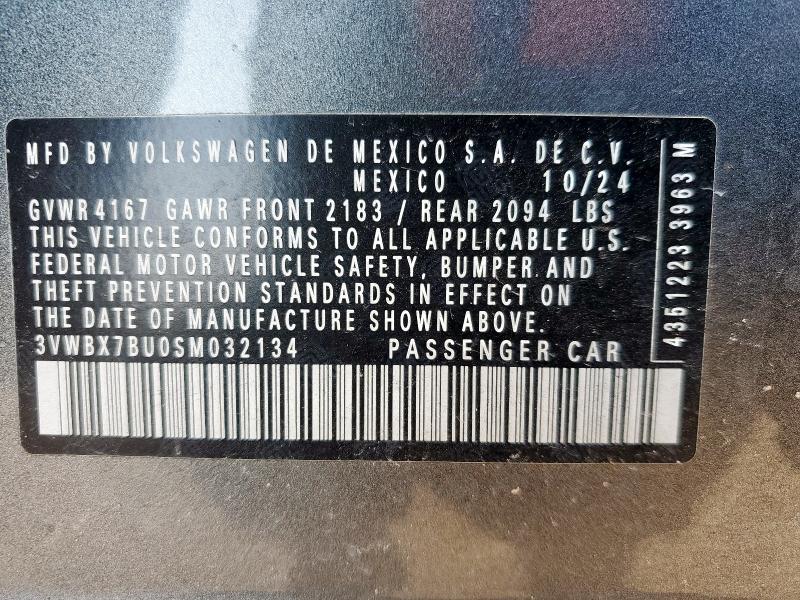 MFD BY VOLKSWAGEN DE MEXICO S.A. DE C.V.
MEXICO 10/24
GVWR 4167 GAWR FRONT 2183 / REAR 2094 LBS
THIS VEHICLE CONFORMS TO ALL APPLICABLE U.S.
FEDERAL MOTOR VEHICLE SAFETY, BUMPER AND
THEFT PREVENTION STANDARDS IN EFFECT ON
THE DATE OF MANUFACTURE SHOWN ABOVE.
3VWBX7BU0SM032134 PASSENGER CAR
4351223 3963 M